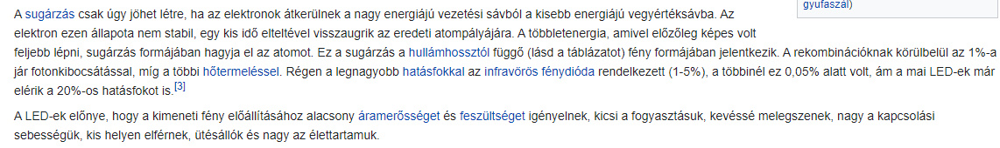 gyufaszál)
A sugárzás csak úgy jöhet létre, ha az elektronok átkerülnek a nagy energiájú vezetési sávból a kisebb energiájú vegyértéksávba. Az
elektron ezen állapota nem stabil, egy kis idő elteltével visszaugrik az eredeti atompályájára. A többletenergia, amivel előzőleg képes volt
feljebb lépni, sugárzás formájában hagyja el az atomot. Ez a sugárzás a hullámhossztól függő (lásd a táblázatot) fény formájában jelentkezik. A rekombinációknak körülbelül az 1%-a
jár fotonkibocsátással, míg a többi hőtermeléssel. Régen a legnagyobb hatásfokkal az infravörös fénydióda rendelkezett (1-5%), a többinél ez 0,05% alatt volt, ám a mai LED-ek már
elérik a 20%-os hatásfokot is.[3]
A LED-ek előnye, hogy a kimeneti fény előállításához alacsony áramerősséget és feszültséget igényelnek, kicsi a fogyasztásuk, kevéssé melegszenek, nagy a kapcsolási
sebességük, kis helyen elférnek, ütésállók és nagy az élettartamuk.